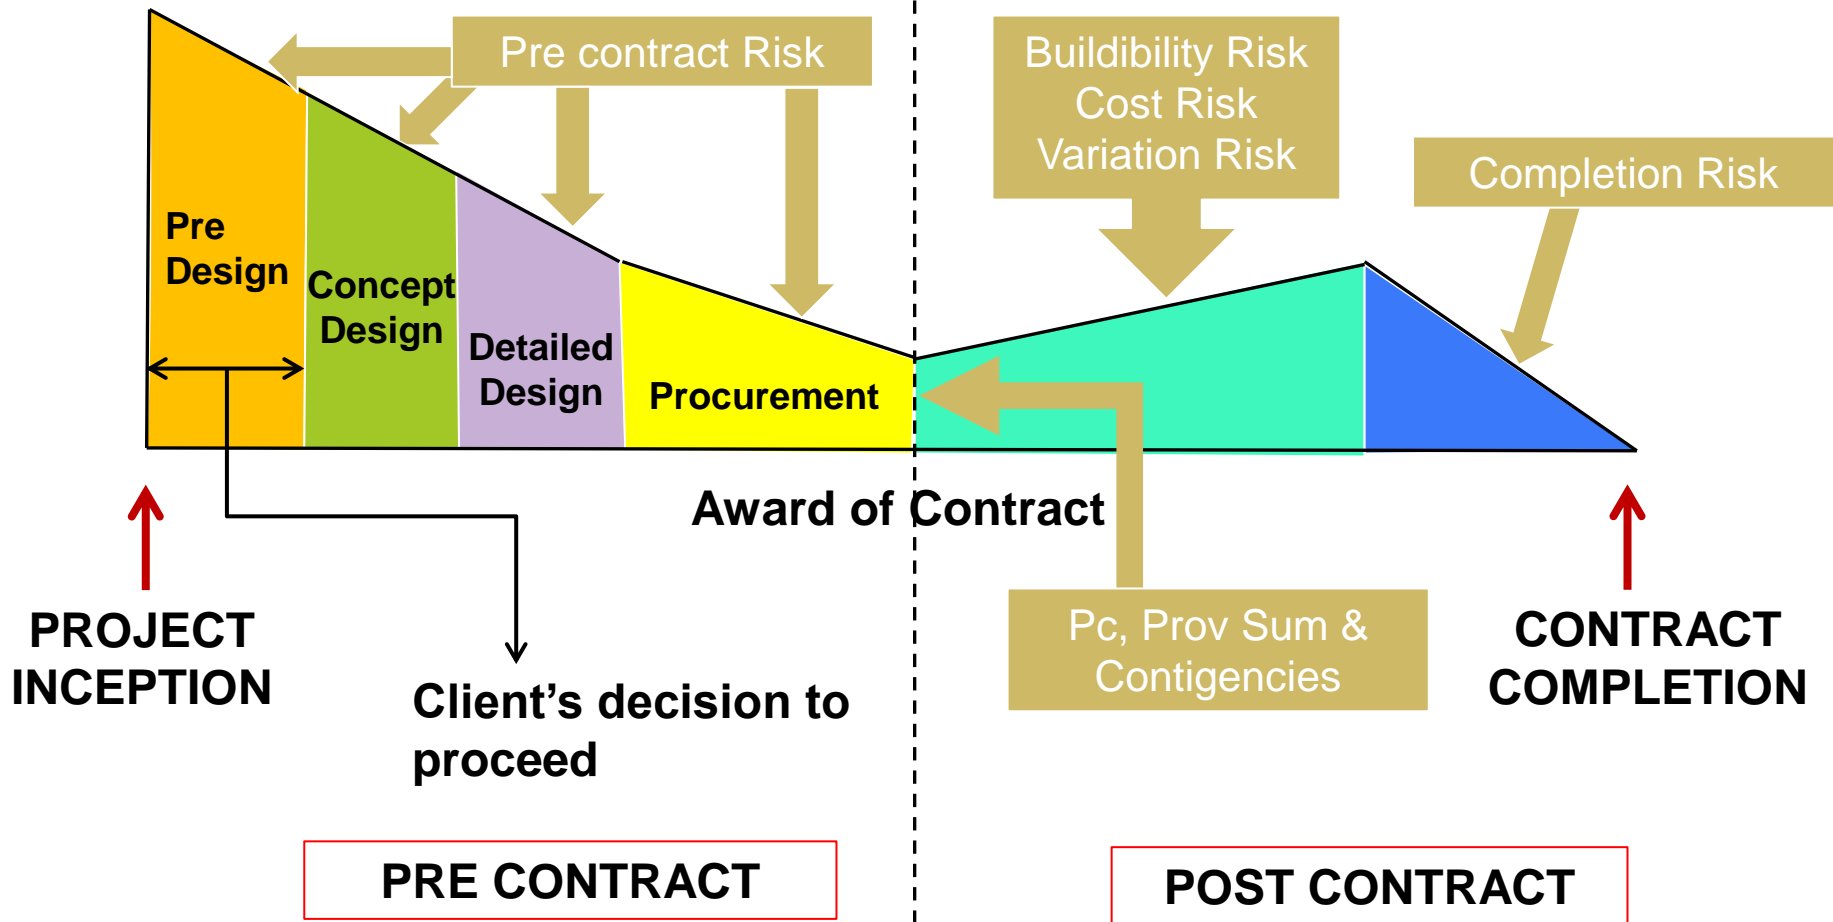 Pre contract Risk
Buildibility Risk
Cost Risk
Variation Risk
Completion Risk
Pre
Design
Concept
Design
Detailed
Design
Procurement
Award of Contract
PROJECT
INCEPTION
Client’s decision to
proceed
Pc, Prov Sum &
Contigencies
CONTRACT
COMPLETION
PRE CONTRACT
POST CONTRACT